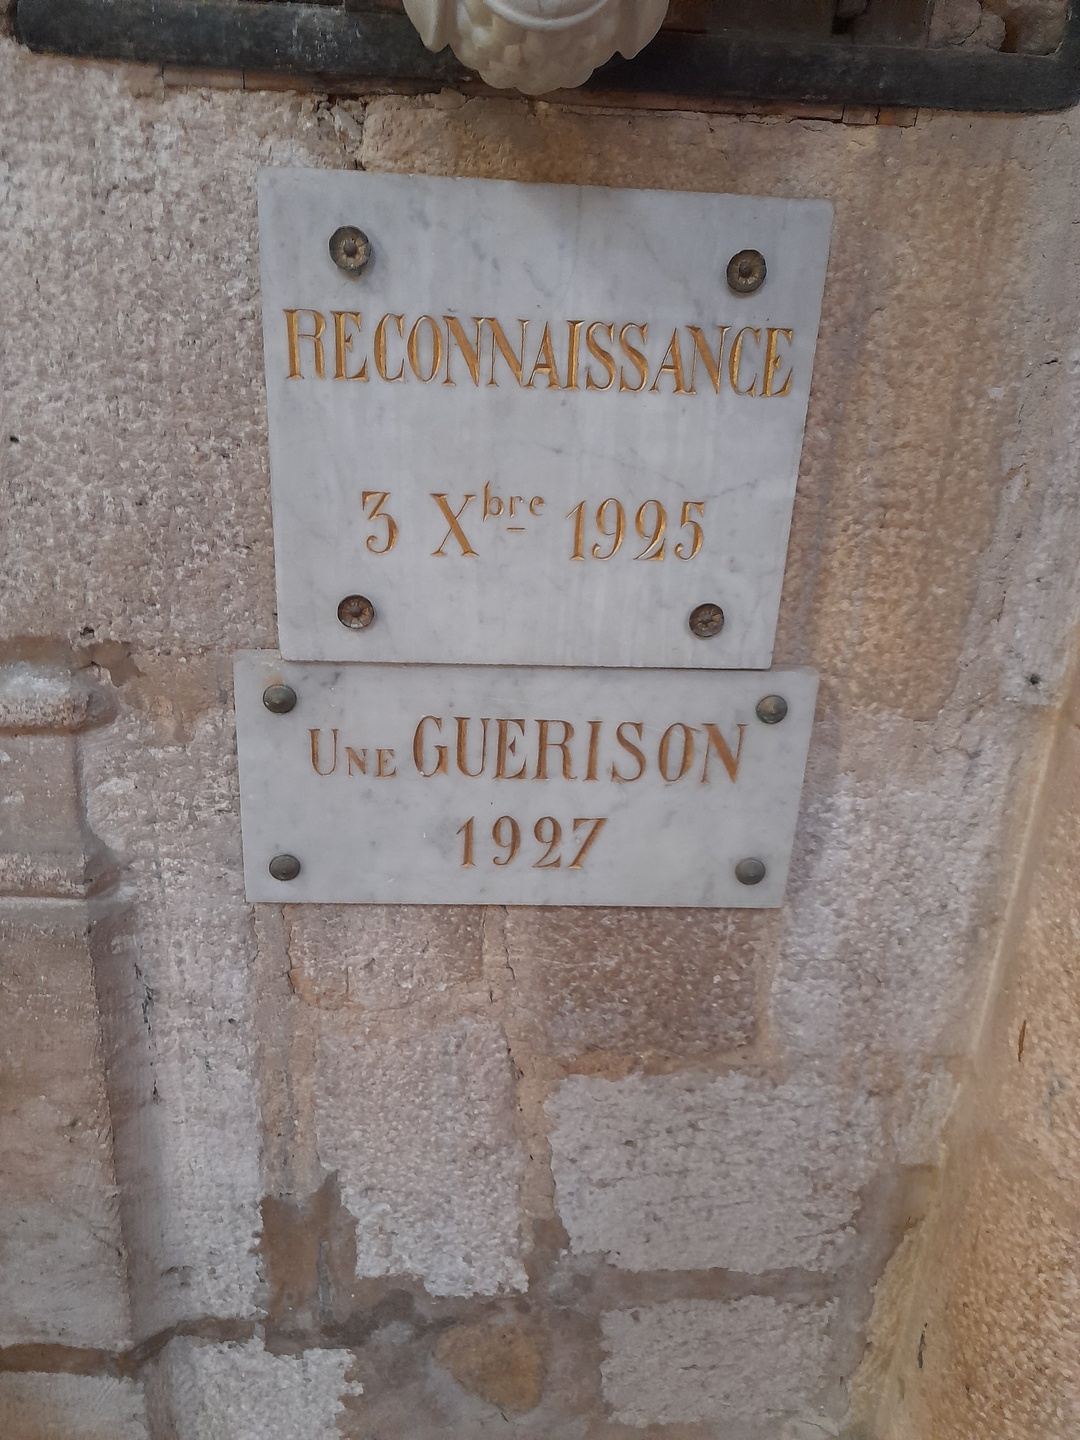 RECONNAISSANCE
3 Xbre 1925
UNE GUERISON
1927